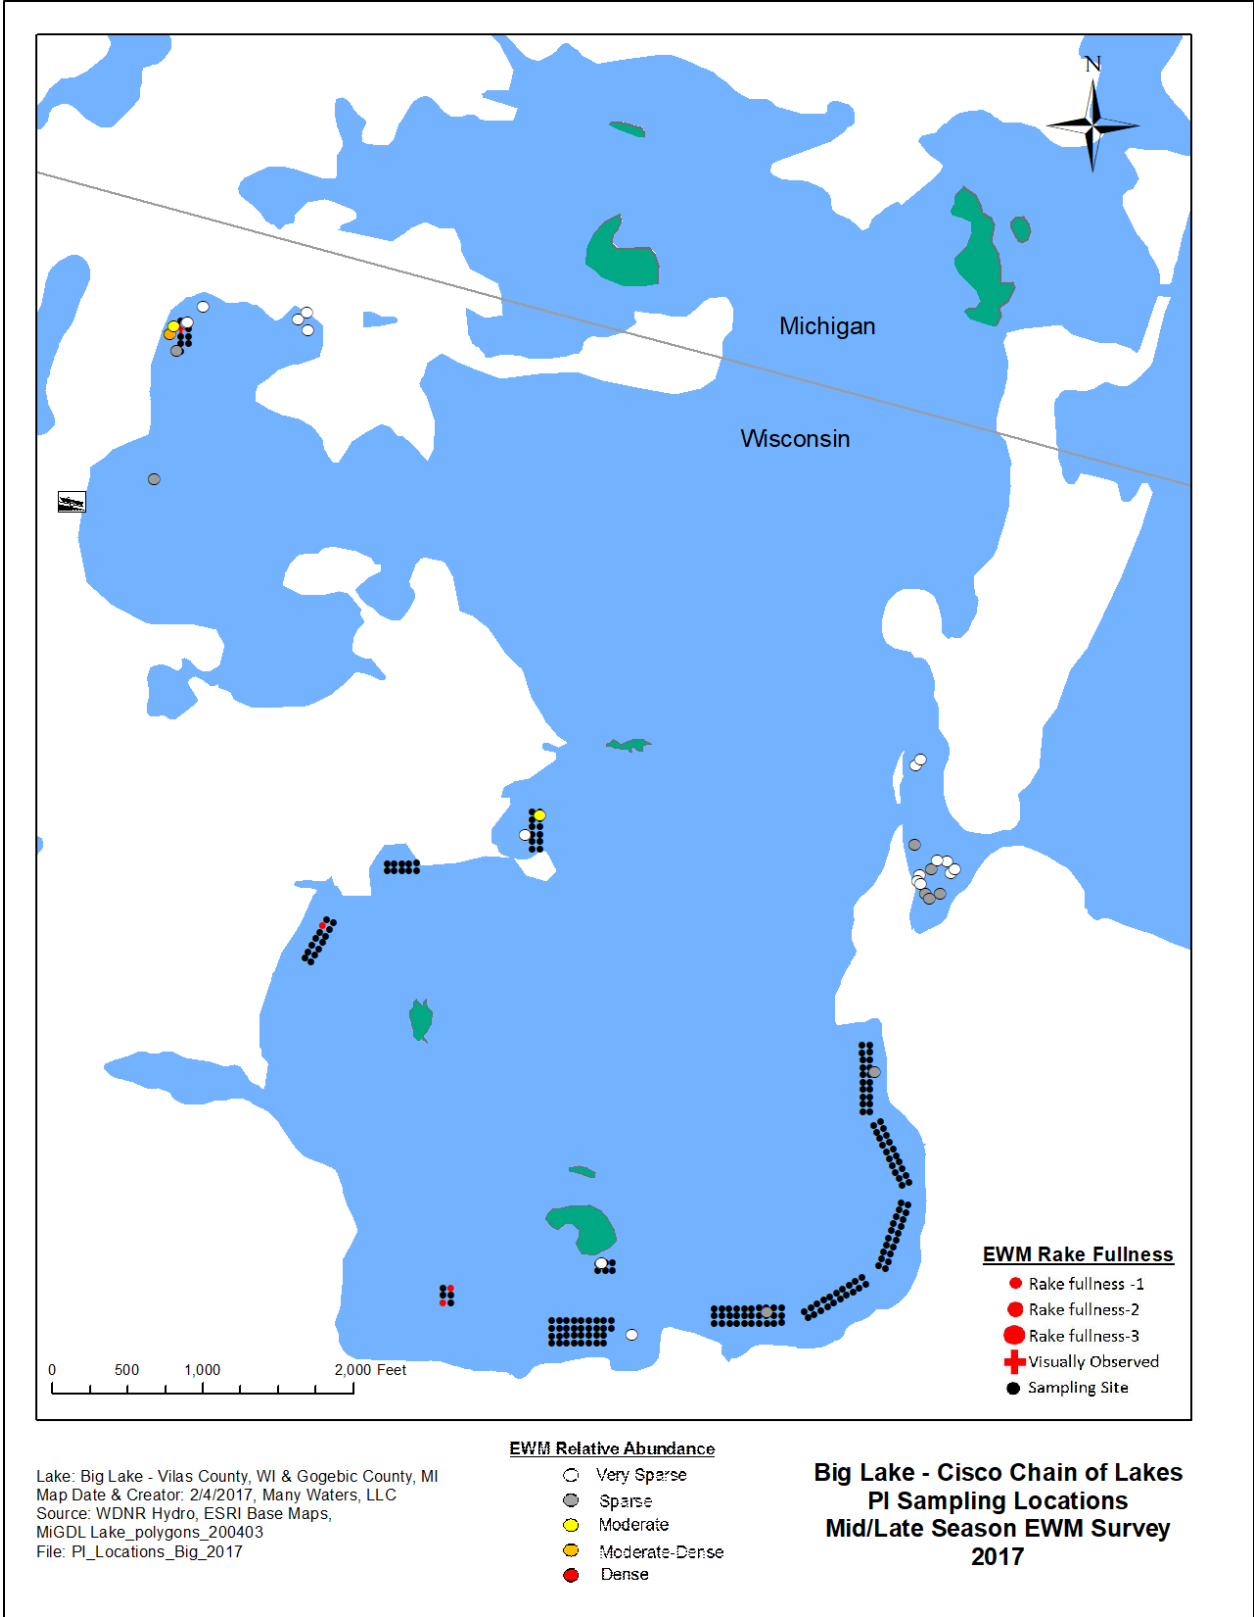 N
Michigan
Wisconsin
EWM Rake Fullness
Rake fullness -1
Rake fullness-2
Rake fullness-3
Visually Observed
Sampling Site
0 500 1,000 2,000 Feet
EWM Relative Abundance
Very Sparse
Sparse
Moderate
Moderate-Dense
Dense
Lake: Big Lake - Vilas County, WI & Gogebic County, MI
Map Date & Creator: 2/4/2017, Many Waters, LLC
Source: WDNR Hydro, ESRI Base Maps,
MiGDL Lake_polygons_200403
File: PI_Locations_Big_2017
Big Lake - Cisco Chain of Lakes
PI Sampling Locations
Mid/Late Season EWM Survey
2017